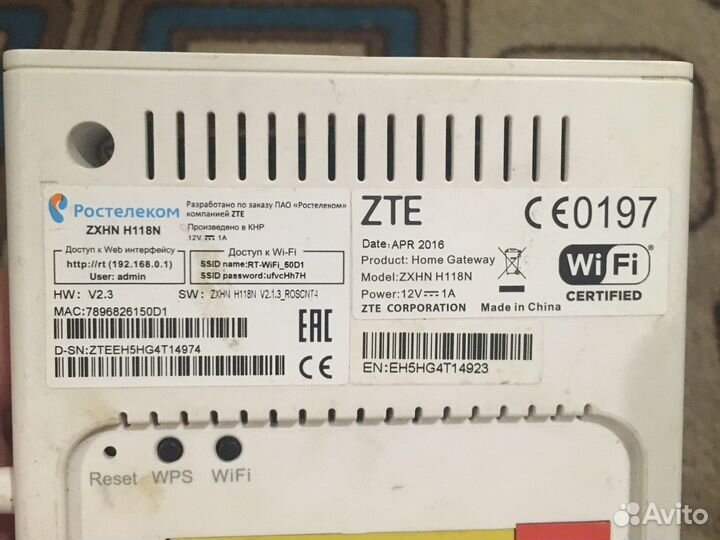 Ростелеком
ZXHN H118N
Разработано по заказу ПАО «Ростелеком»
компанией ZTE
Произведено в КНР
12V ⎓ 1A
Доступ к Web интерфейсу
http://rt (192.168.0.1)
User: admin
Доступ к Wi-Fi
SSID name:RT-WiFi_50D1
SSID password:ufvcHh7H
HW: V2.3
SW: ZXHN H118N V2.1.3_ROSCNT4
MAC:7896826150D1
D-SN:ZTEEH5HG4T14974
EAC
CE
ZTE
CE0197
Date:APR 2016
Product: Home Gateway
Model:ZXHN H118N
Power:12V⎓1A
ZTE CORPORATION
Made in China
Wi Fi
CERTIFIED
EN:EH5HG4T14923
Reset
WPS
WiFi
Avito